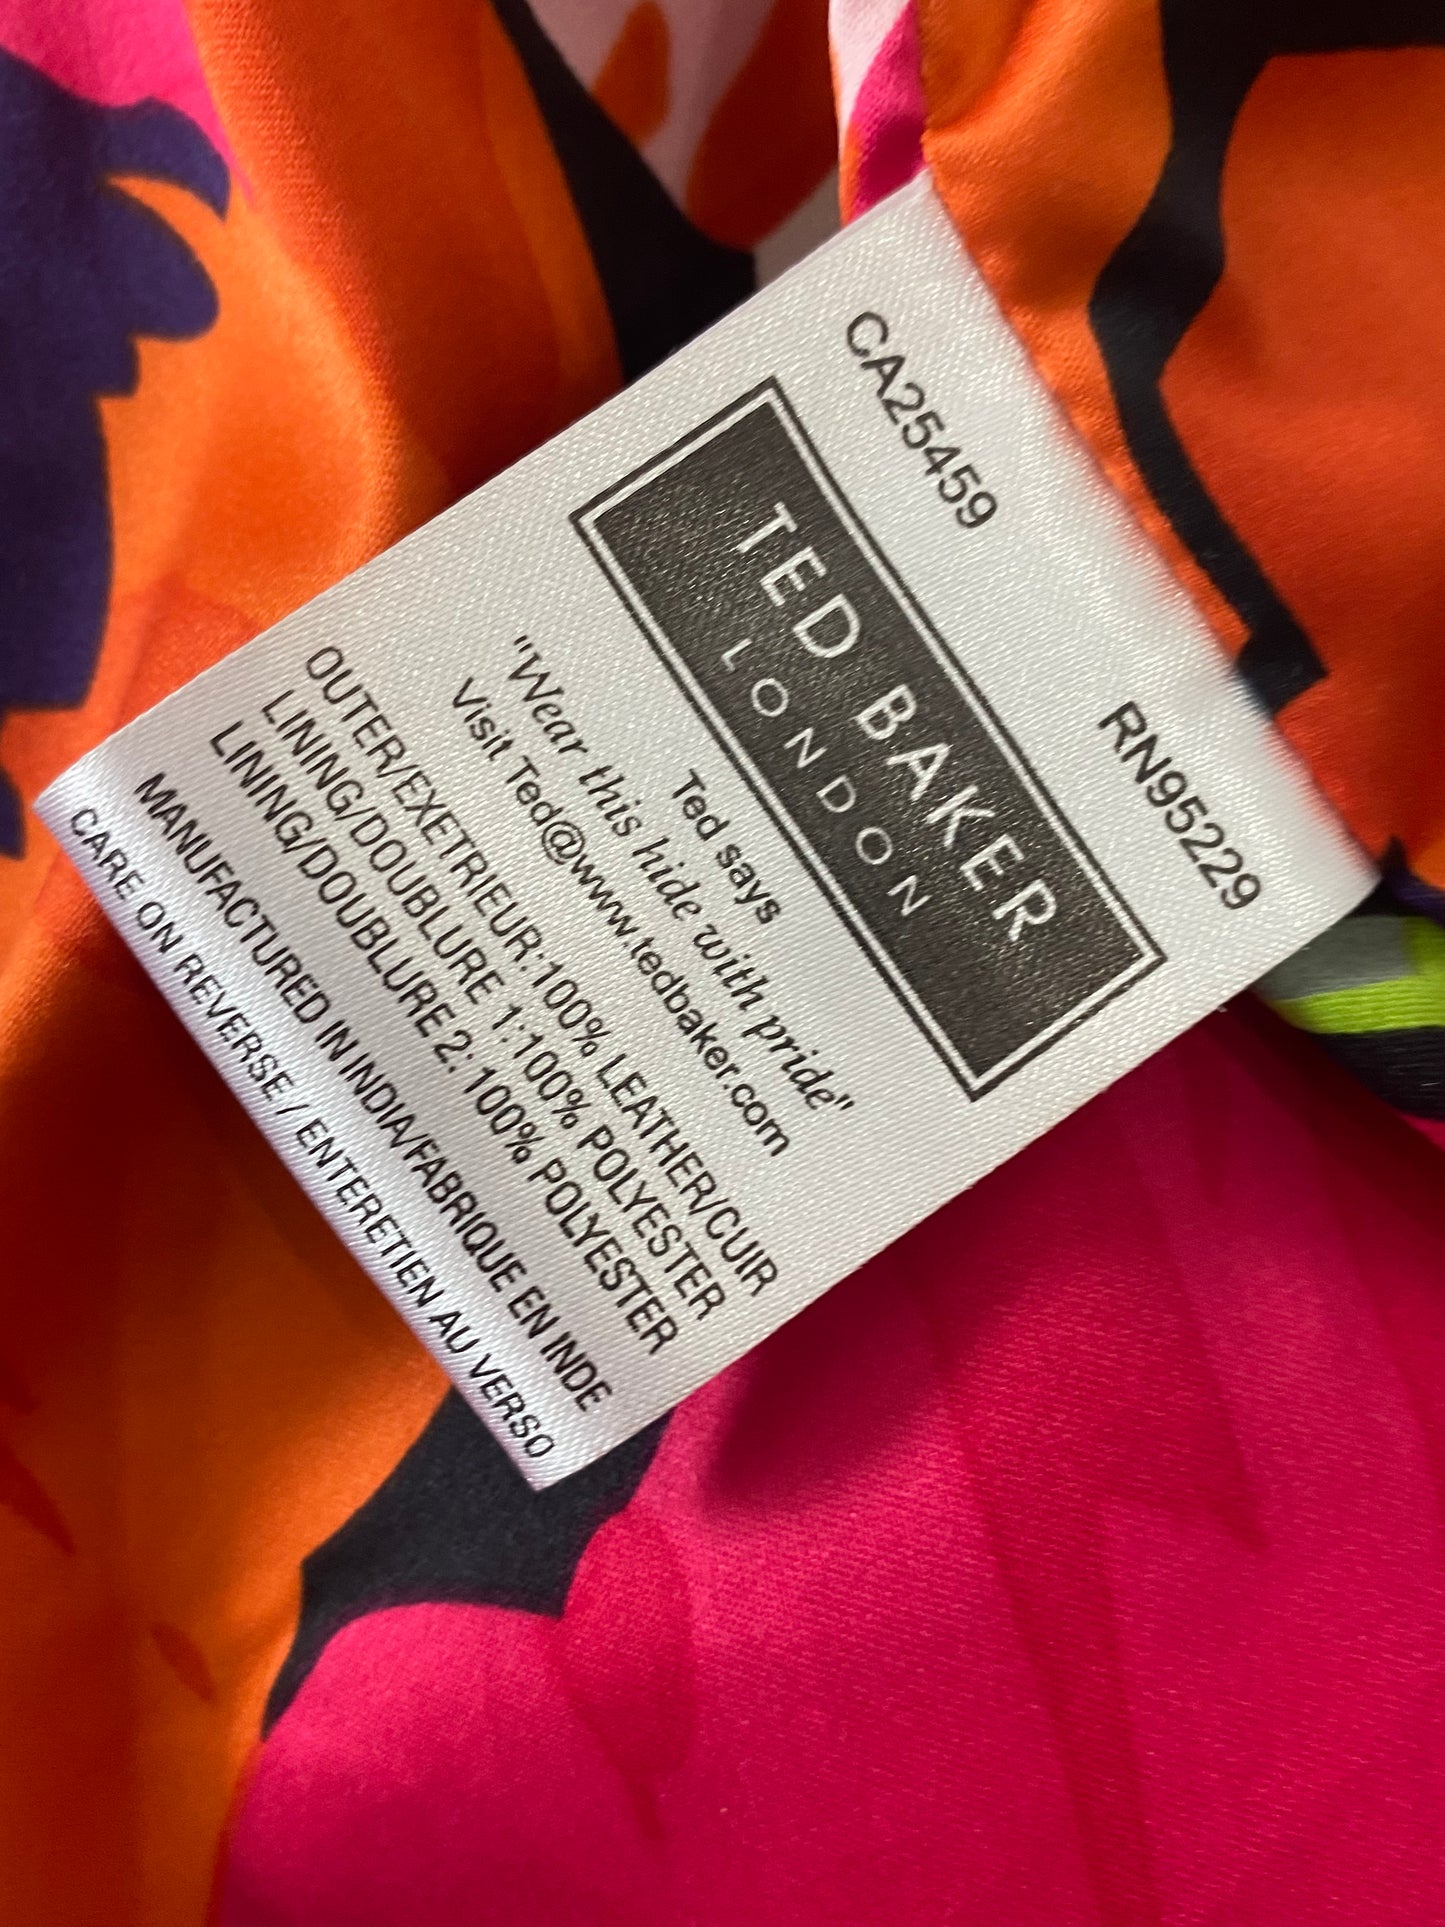 CA25459
RN95229
TED BAKER
LONDON
Ted says
"Wear this hide with pride"
Visit Ted@www.tedbaker.com
OUTER/EXETRIEUR:100% LEATHER/CUIR
LINING/DOUBLURE 1:100% POLYESTER
LINING/DOUBLURE 2:100% POLYESTER
MANUFACTURED IN INDIA/FABRIQUE EN INDE
CARE ON REVERSE / ENTERETIEN AU VERSO